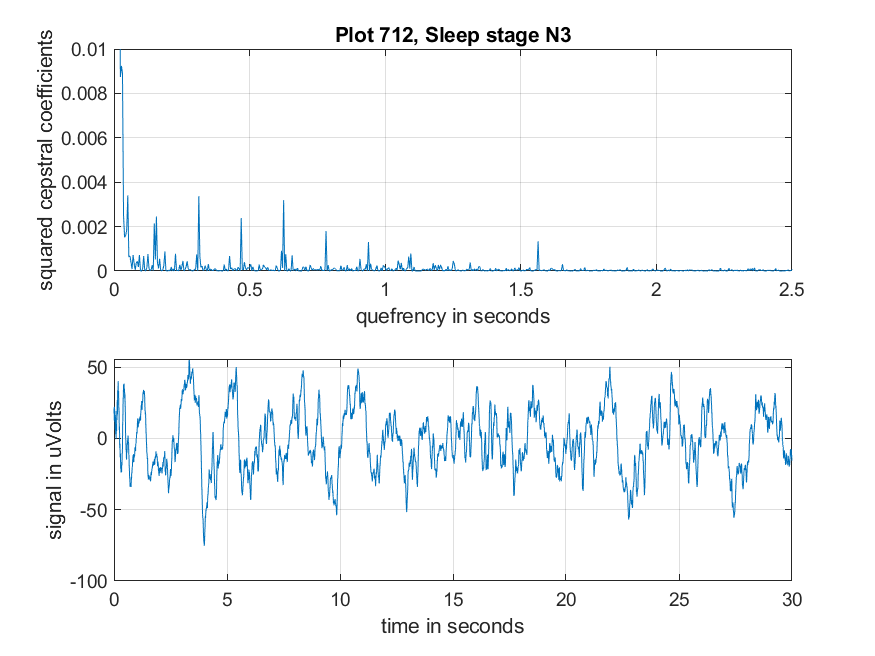 Plot 712, Sleep stage N3
squared cepstral coefficients
0.01
0.008
0.006
0.004
0.002
0
0 0.5 1 1.5 2 2.5
quefrency in seconds
signal in uVolts
50
0
-50
-100
0 5 10 15 20 25 30
time in seconds